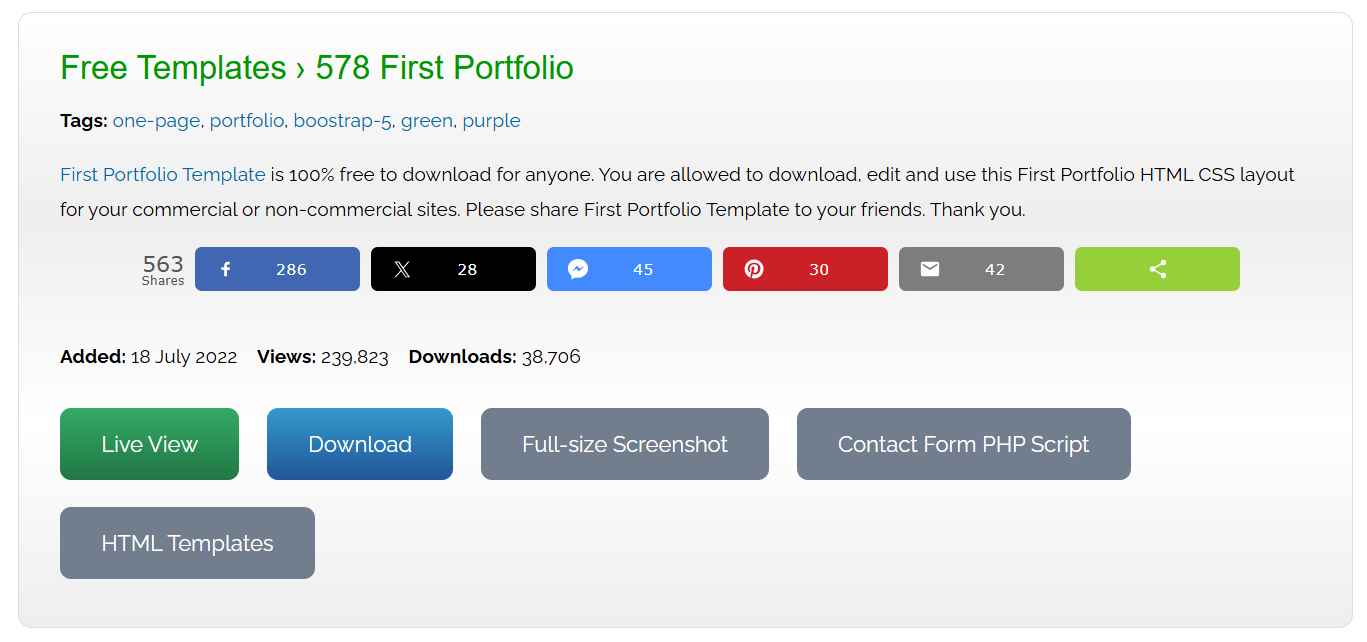 Free Templates › 578 First Portfolio
Tags: one-page, portfolio, boostrap-5, green, purple
First Portfolio Template is 100% free to download for anyone. You are allowed to download, edit and use this First Portfolio HTML CSS layout
for your commercial or non-commercial sites. Please share First Portfolio Template to your friends. Thank you.
563 286 28 45 30 42
Shares
Added: 18 July 2022 Views: 239,823 Downloads: 38,706
Live View Download Full-size Screenshot Contact Form PHP Script
HTML Templates